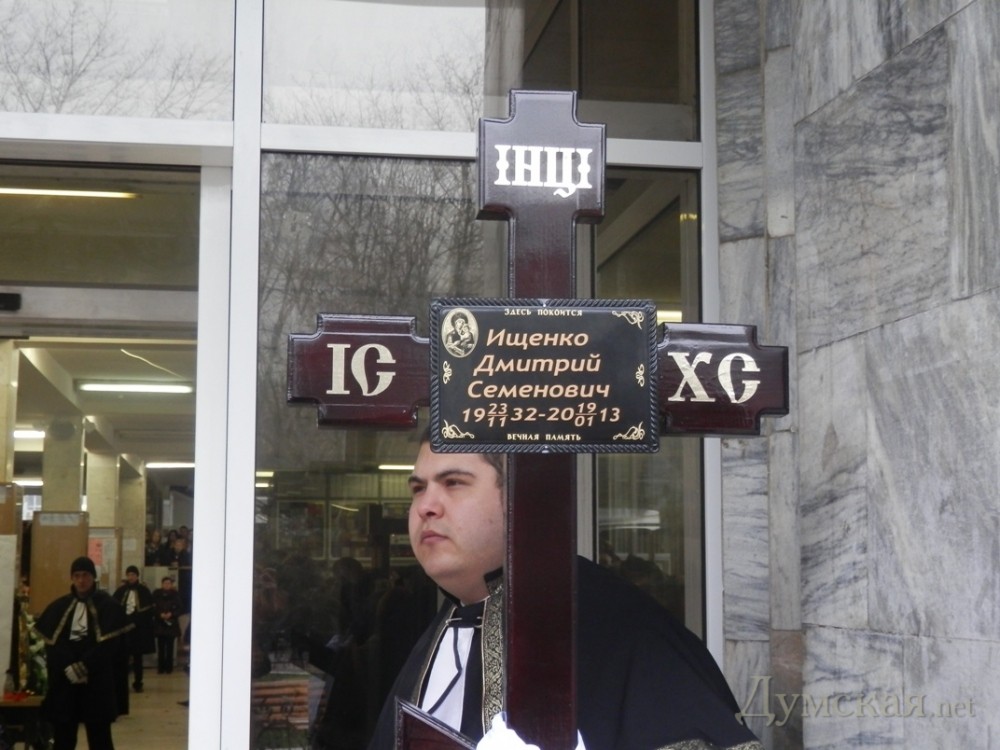 ІНЦІ
ІС ХС
ЗДЕСЬ ПОКОИТСЯ
Ищенко
Дмитрий
Семенович
19 23/11 32-20 19/01 13
ВЕЧНАЯ ПАМЯТЬ
Думская.net